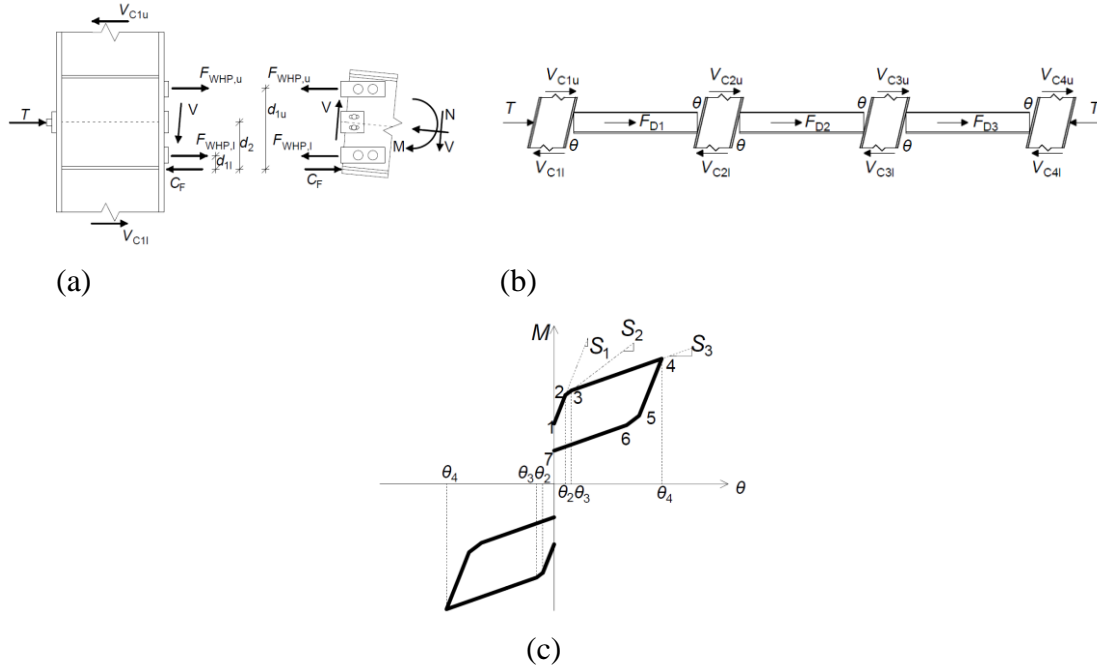 V_C1u
F_WHP,u
F_WHP,u
T
V
V
d_1u
N
F_WHP,l
d_2
F_WHP,l
M
V
d_1l
C_F
C_F
V_C1l
V_C1u
V_C2u
V_C3u
V_C4u
T
θ
θ
θ
T
F_D1
F_D2
F_D3
θ
θ
θ
V_C1l
V_C2l
V_C3l
V_C4l
(a)
(b)
M
S_1
S_2
S_3
4
2
3
1
5
6
7
θ_4
θ_3 θ_2
θ_2 θ_3
θ_4
θ
(c)